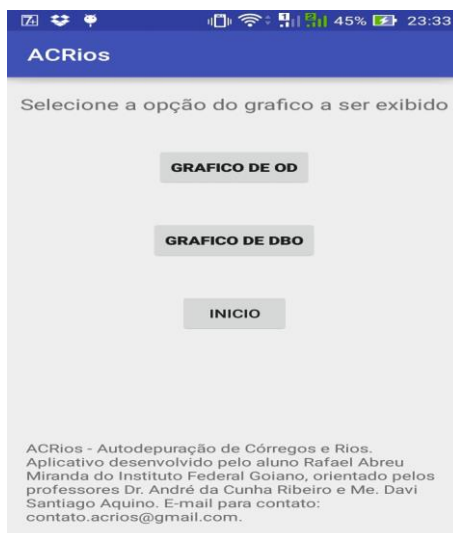 45% 23:33
ACRios
Selecione a opção do grafico a ser exibido
GRAFICO DE OD
GRAFICO DE DBO
INICIO
ACRios - Autodepuração de Córregos e Rios.
Aplicativo desenvolvido pelo aluno Rafael Abreu
Miranda do Instituto Federal Goiano, orientado pelos
professores Dr. André da Cunha Ribeiro e Me. Davi
Santiago Aquino. E-mail para contato:
contato.acrios@gmail.com.